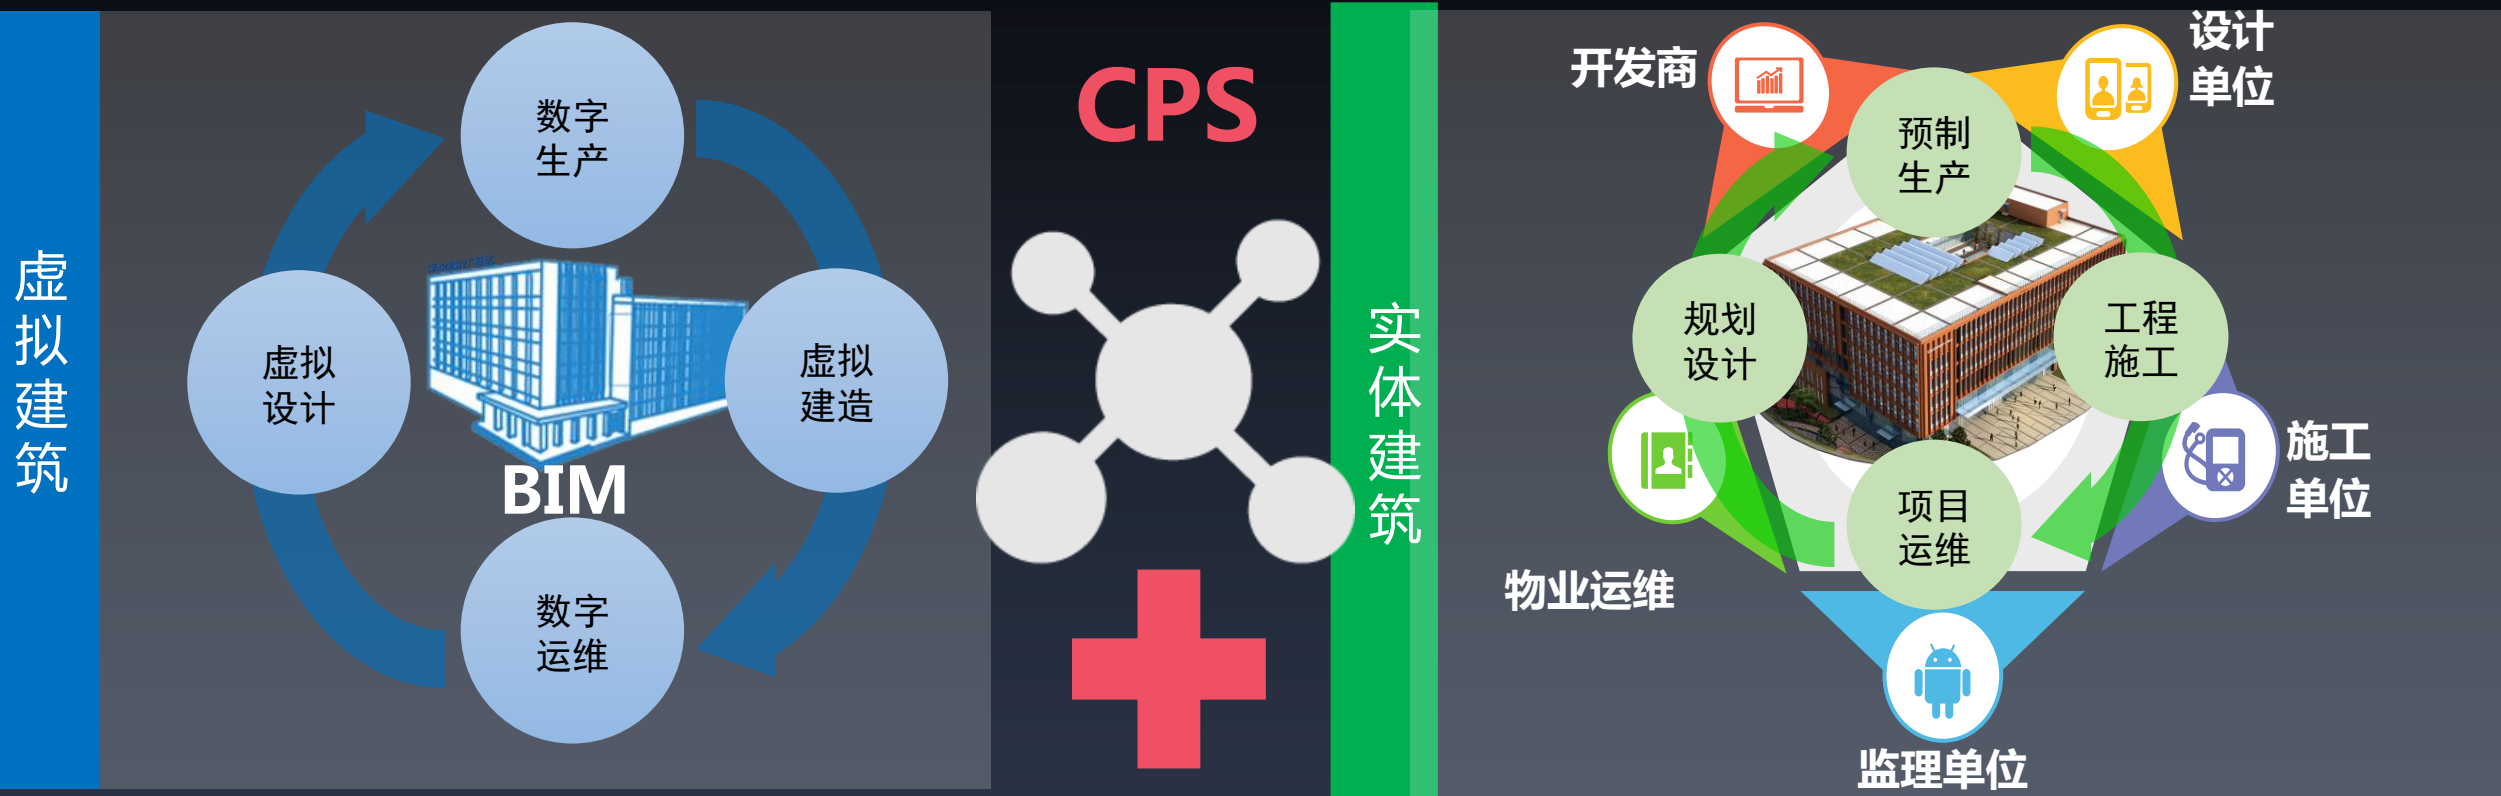 虚拟建筑
数字
生产
虚拟
设计
虚拟
建造
BIM
数字
运维
CPS
实体建筑
开发商
设计
单位
预制
生产
规划
设计
工程
施工
项目
运维
施工
单位
物业运维
监理单位